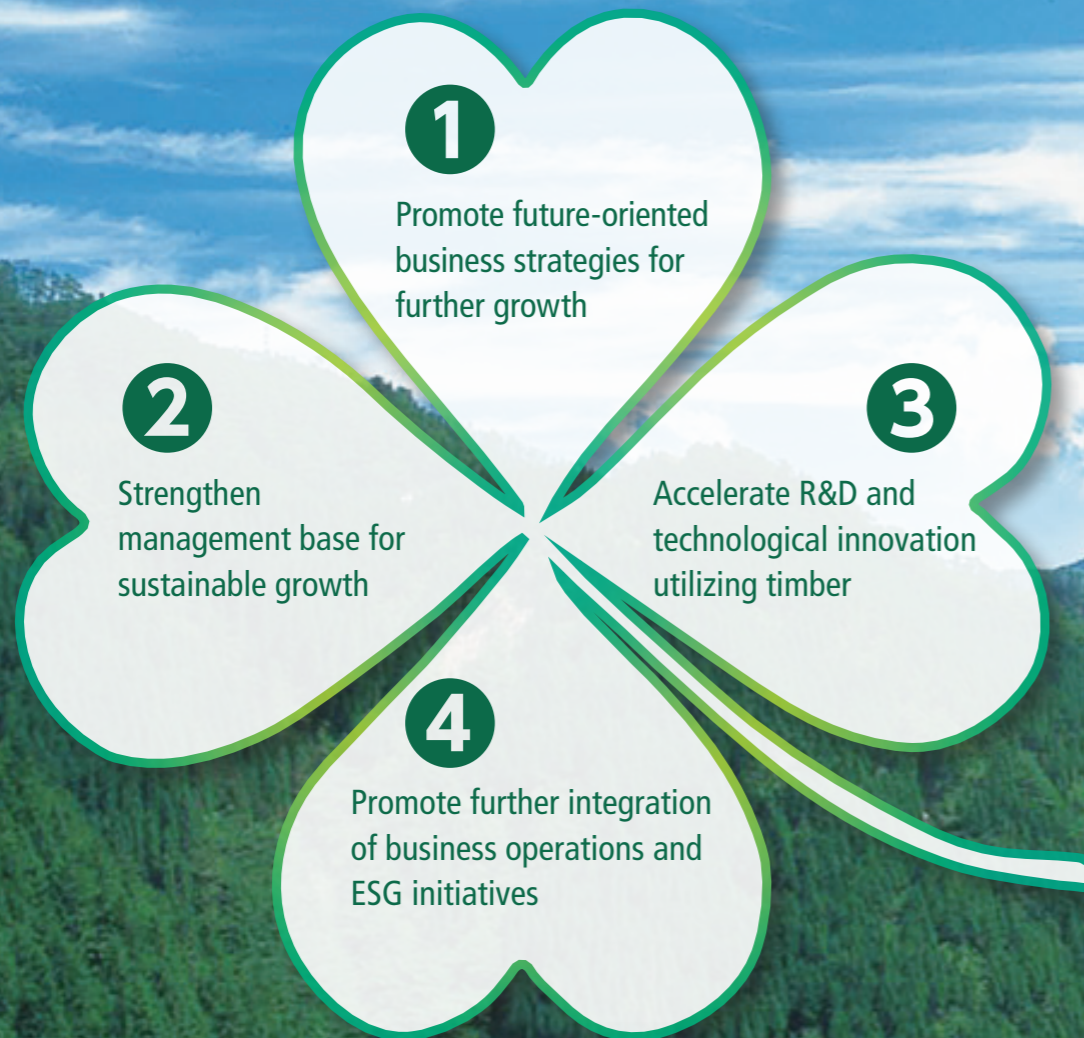 1
Promote future-oriented
business strategies for
further growth
2
Strengthen
management base for
sustainable growth
3
Accelerate R&D and
technological innovation
utilizing timber
4
Promote further integration
of business operations and
ESG initiatives